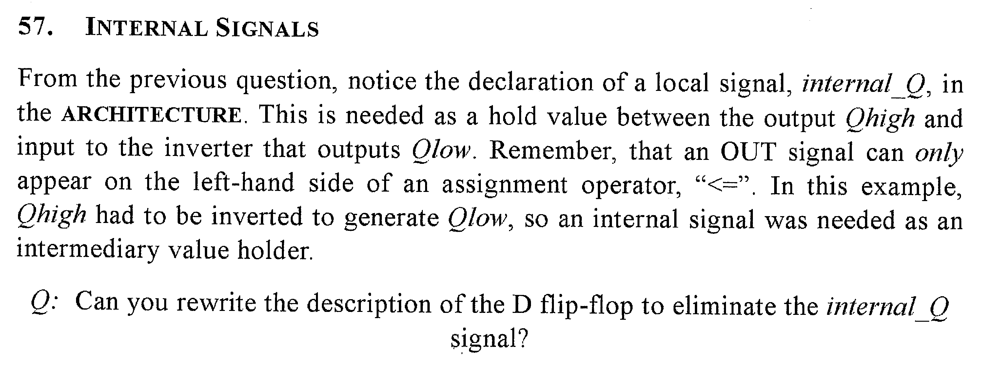 57. INTERNAL SIGNALS
From the previous question, notice the declaration of a local signal, internal_Q, in
the ARCHITECTURE. This is needed as a hold value between the output Qhigh and
input to the inverter that outputs Qlow. Remember, that an OUT signal can only
appear on the left-hand side of an assignment operator, “<=”. In this example,
Qhigh had to be inverted to generate Qlow, so an internal signal was needed as an
intermediary value holder.
Q: Can you rewrite the description of the D flip-flop to eliminate the internal_Q
signal?